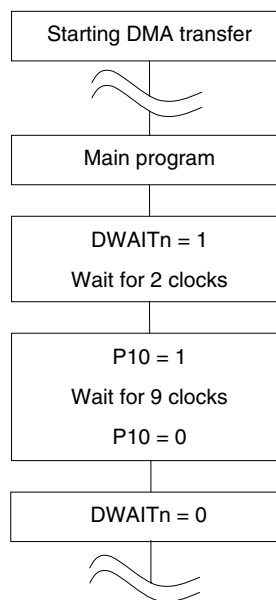 Starting DMA transfer
Main program
DWAITn = 1
Wait for 2 clocks
P10 = 1
Wait for 9 clocks
P10 = 0
DWAITn = 0